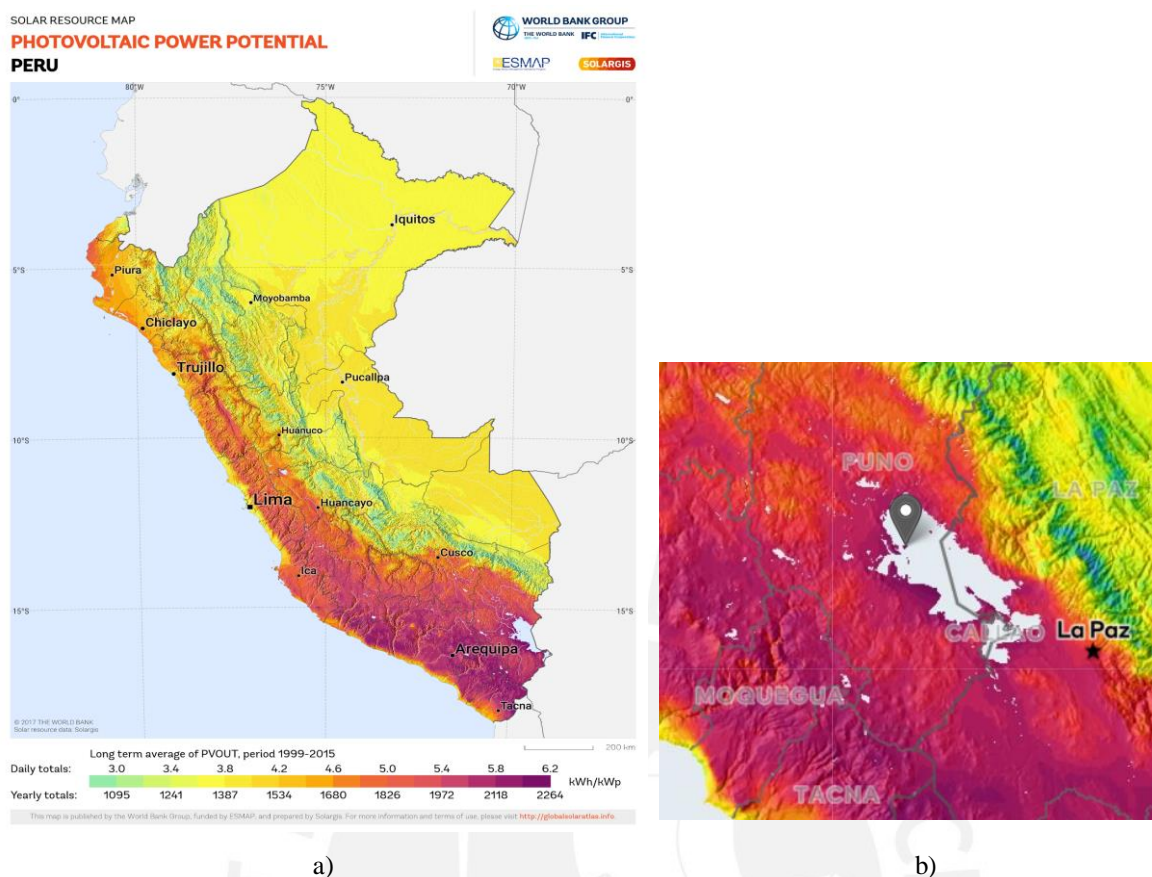 SOLAR RESOURCE MAP
PHOTOVOLTAIC POWER POTENTIAL
PERU
WORLD BANK GROUP
THE WORLD BANK
IFC
ESMAP
SOLARGIS
80°W
75°W
70°W
0°
0°
Iquitos
5°S
5°S
Piura
Moyobamba
Chiclayo
Trujillo
Pucallpa
10°S
10°S
Huánuco
Lima
Huancayo
Cusco
Ica
15°S
15°S
Arequipa
Tacna
© 2017 THE WORLD BANK
Solar resource data: Solargis
200 km
Long term average of PVOUT, period 1999-2015
Daily totals: 3.0 3.4 3.8 4.2 4.6 5.0 5.4 5.8 6.2
kWh/kWp
Yearly totals: 1095 1241 1387 1534 1680 1826 1972 2118 2264
This map is published by the World Bank Group, funded by ESMAP, and prepared by Solargis. For more information and terms of use, please visit http://globalsolaratlas.info.
PUNO
LA PAZ
CALLAO
La Paz
MOQUEGUA
TACNA
a)
b)